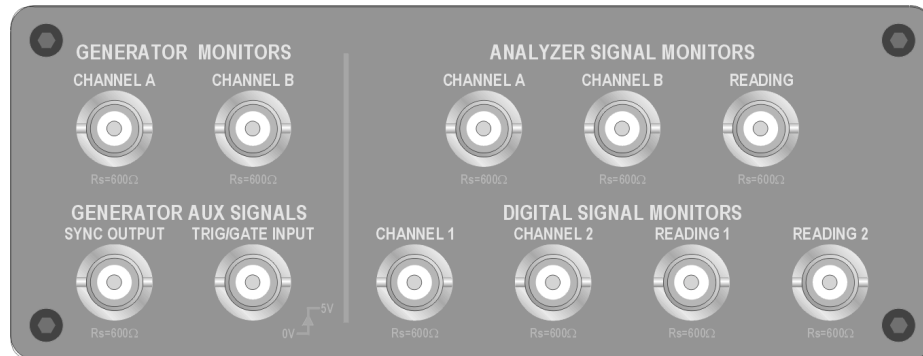 GENERATOR MONITORS
CHANNEL A
CHANNEL B
Rs=600Ω
Rs=600Ω
GENERATOR AUX SIGNALS
SYNC OUTPUT
TRIG/GATE INPUT
Rs=600Ω
0V
5V
ANALYZER SIGNAL MONITORS
CHANNEL A
CHANNEL B
READING
Rs=600Ω
Rs=600Ω
Rs=600Ω
DIGITAL SIGNAL MONITORS
CHANNEL 1
CHANNEL 2
READING 1
READING 2
Rs=600Ω
Rs=600Ω
Rs=600Ω
Rs=600Ω